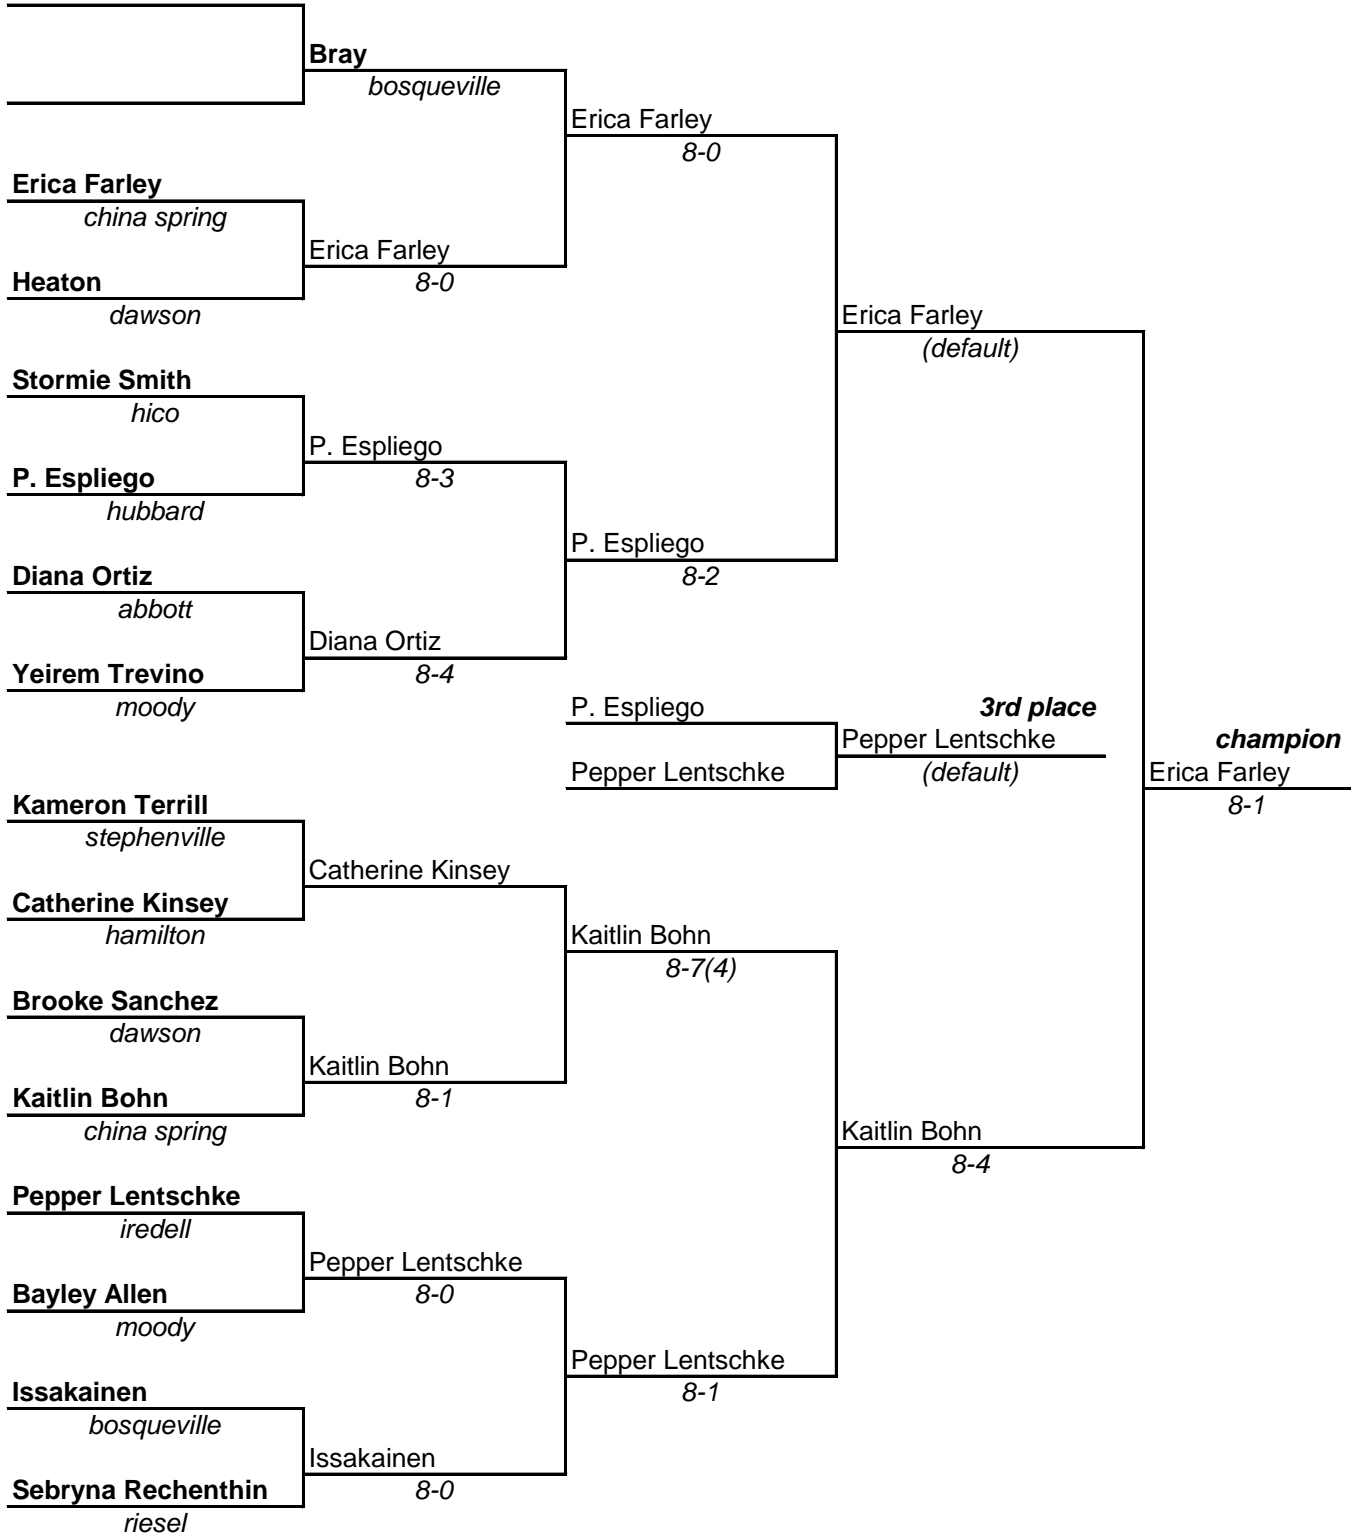 Bray
bosqueville
Erica Farley
8-0
Erica Farley
china spring
Erica Farley
8-0
Heaton
dawson
Erica Farley
(default)
Stormie Smith
hico
P. Espliego
8-3
P. Espliego
hubbard
P. Espliego
8-2
Diana Ortiz
abbott
Diana Ortiz
8-4
Yeirem Trevino
moody
P. Espliego
3rd place
Pepper Lentschke
(default)
Pepper Lentschke
champion
Erica Farley
8-1
Kameron Terrill
stephenville
Catherine Kinsey
Catherine Kinsey
hamilton
Kaitlin Bohn
8-7(4)
Brooke Sanchez
dawson
Kaitlin Bohn
8-1
Kaitlin Bohn
china spring
Kaitlin Bohn
8-4
Pepper Lentschke
iredell
Pepper Lentschke
8-0
Bayley Allen
moody
Pepper Lentschke
8-1
Issakainen
bosqueville
Issakainen
8-0
Sebryna Rechenthin
riesel